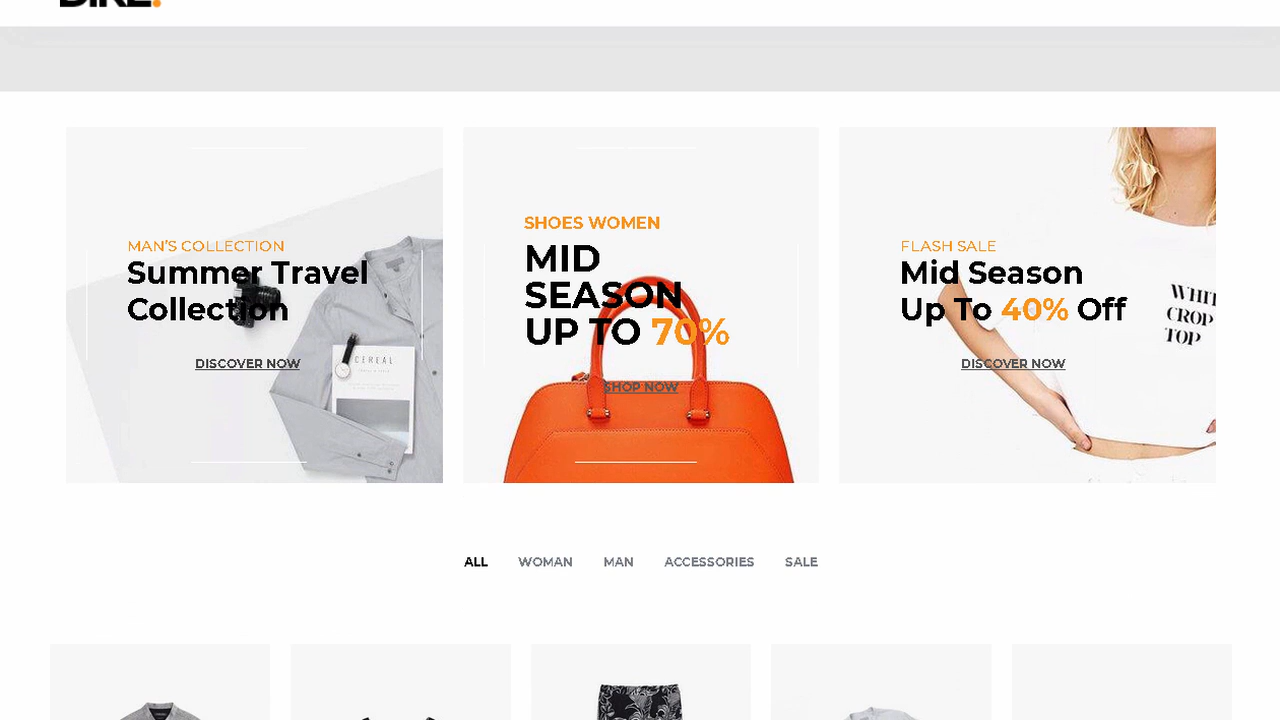 MAN'S COLLECTION
Summer Travel
Collection
DISCOVER NOW
CEREAL
SHOES WOMEN
MID
SEASON
UP TO 70%
SHOP NOW
FLASH SALE
Mid Season
Up To 40% Off
DISCOVER NOW
CROP
TOP
ALL WOMAN MAN ACCESSORIES SALE